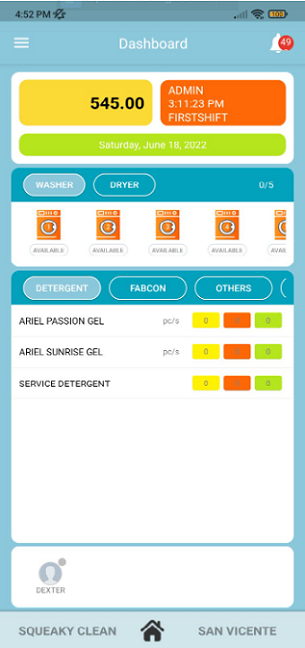 4:52 PM
100
Dashboard
49
545.00
ADMIN
3:11:23 PM
FIRSTSHIFT
Saturday, June 18, 2022
WASHER
DRYER
0/5
AVAILABLE
AVAILABLE
AVAILABLE
AVAILABLE
AVAIL
DETERGENT
FABCON
OTHERS
ARIEL PASSION GEL
pc/s
0
0
ARIEL SUNRISE GEL
pc/s
0
0
SERVICE DETERGENT
0
0
DEXTER
SQUEAKY CLEAN
SAN VICENTE